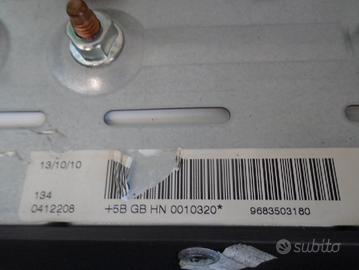 13/10/10
134
0412208 +5B GB HN 0010320* 9683503180
subito